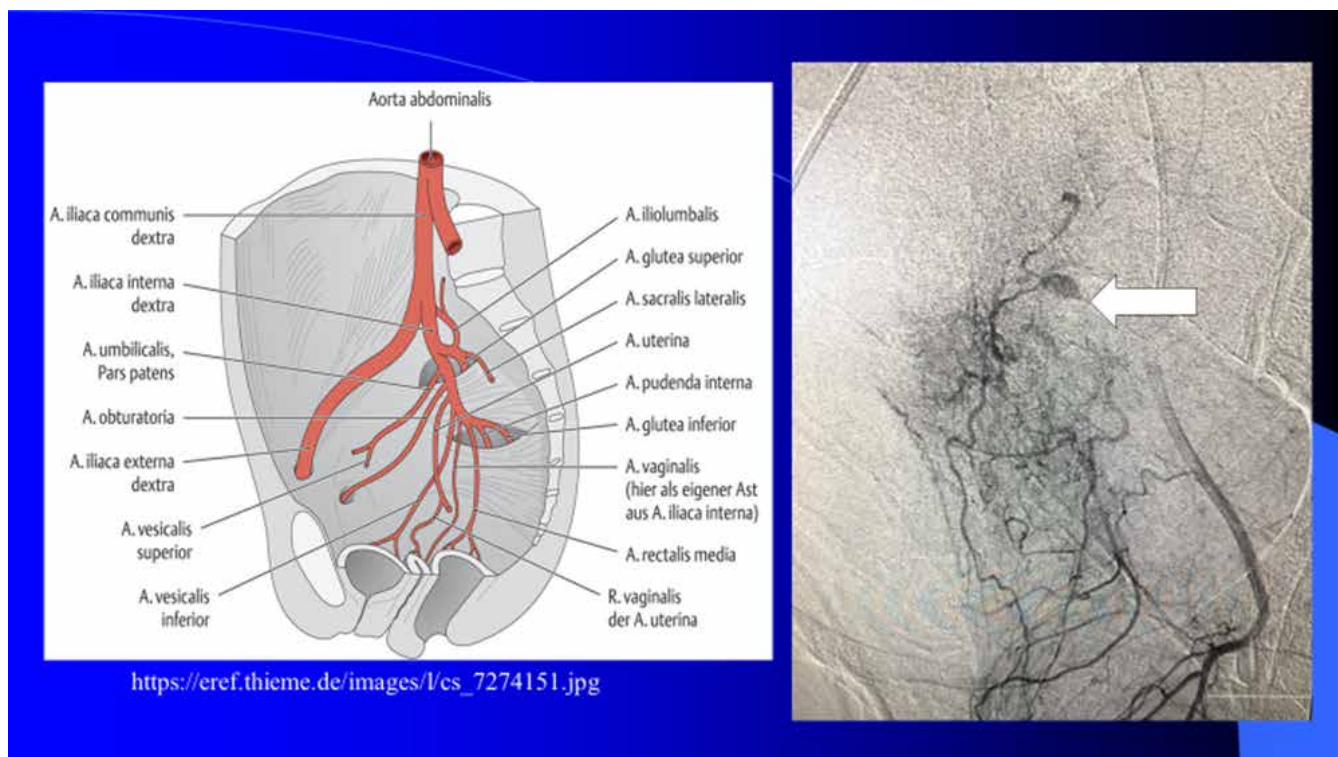 Aorta abdominalis
A. iliaca communis
dextra
A. iliaca interna
dextra
A. umbilicalis,
Pars patens
A. obturatoria
A. iliaca externa
dextra
A. vesicalis
superior
A. vesicalis
inferior
A. iliolumbalis
A. glutea superior
A. sacralis lateralis
A. uterina
A. pudenda interna
A. glutea inferior
A. vaginalis
(hier als eigener Ast
aus A. iliaca interna)
A. rectalis media
R. vaginalis
der A. uterina
https://eref.thieme.de/images/l/cs_7274151.jpg